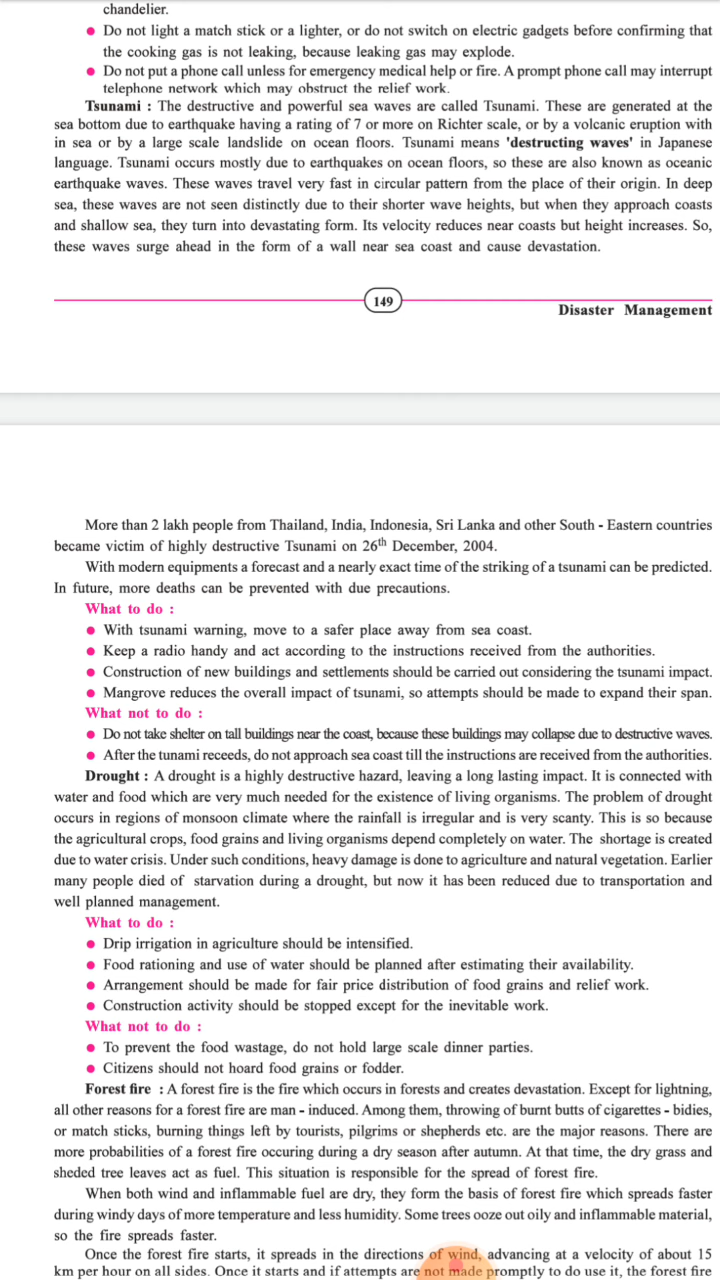 chandelier.
● Do not light a match stick or a lighter, or do not switch on electric gadgets before confirming that
the cooking gas is not leaking, because leaking gas may explode.
● Do not put a phone call unless for emergency medical help or fire. A prompt phone call may interrupt
telephone network which may obstruct the relief work.
Tsunami : The destructive and powerful sea waves are called Tsunami. These are generated at the
sea bottom due to earthquake having a rating of 7 or more on Richter scale, or by a volcanic eruption with
in sea or by a large scale landslide on ocean floors. Tsunami means 'destructing waves' in Japanese
language. Tsunami occurs mostly due to earthquakes on ocean floors, so these are also known as oceanic
earthquake waves. These waves travel very fast in circular pattern from the place of their origin. In deep
sea, these waves are not seen distinctly due to their shorter wave heights, but when they approach coasts
and shallow sea, they turn into devastating form. Its velocity reduces near coasts but height increases. So,
these waves surge ahead in the form of a wall near sea coast and cause devastation.
149
Disaster Management
More than 2 lakh people from Thailand, India, Indonesia, Sri Lanka and other South - Eastern countries
became victim of highly destructive Tsunami on 26th December, 2004.
With modern equipments a forecast and a nearly exact time of the striking of a tsunami can be predicted.
In future, more deaths can be prevented with due precautions.
What to do :
● With tsunami warning, move to a safer place away from sea coast.
● Keep a radio handy and act according to the instructions received from the authorities.
● Construction of new buildings and settlements should be carried out considering the tsunami impact.
● Mangrove reduces the overall impact of tsunami, so attempts should be made to expand their span.
What not to do :
● Do not take shelter on tall buildings near the coast, because these buildings may collapse due to destructive waves.
● After the tunami receeds, do not approach sea coast till the instructions are received from the authorities.
Drought : A drought is a highly destructive hazard, leaving a long lasting impact. It is connected with
water and food which are very much needed for the existence of living organisms. The problem of drought
occurs in regions of monsoon climate where the rainfall is irregular and is very scanty. This is so because
the agricultural crops, food grains and living organisms depend completely on water. The shortage is created
due to water crisis. Under such conditions, heavy damage is done to agriculture and natural vegetation. Earlier
many people died of starvation during a drought, but now it has been reduced due to transportation and
well planned management.
What to do :
● Drip irrigation in agriculture should be intensified.
● Food rationing and use of water should be planned after estimating their availability.
● Arrangement should be made for fair price distribution of food grains and relief work.
● Construction activity should be stopped except for the inevitable work.
What not to do :
● To prevent the food wastage, do not hold large scale dinner parties.
● Citizens should not hoard food grains or fodder.
Forest fire : A forest fire is the fire which occurs in forests and creates devastation. Except for lightning,
all other reasons for a forest fire are man - induced. Among them, throwing of burnt butts of cigarettes - bidies,
or match sticks, burning things left by tourists, pilgrims or shepherds etc. are the major reasons. There are
more probabilities of a forest fire occuring during a dry season after autumn. At that time, the dry grass and
sheded tree leaves act as fuel. This situation is responsible for the spread of forest fire.
When both wind and inflammable fuel are dry, they form the basis of forest fire which spreads faster
during windy days of more temperature and less humidity. Some trees ooze out oily and inflammable material,
so the fire spreads faster.
Once the forest fire starts, it spreads in the directions of wind, advancing at a velocity of about 15
km per hour on all sides. Once it starts and if attempts are not made promptly to do use it, the forest fire